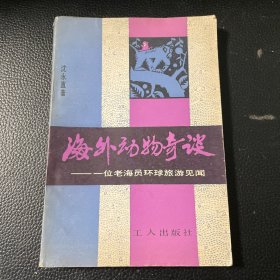 沈永直著
海外动物奇谈
——一位老海员环球旅游见闻
工人出版社